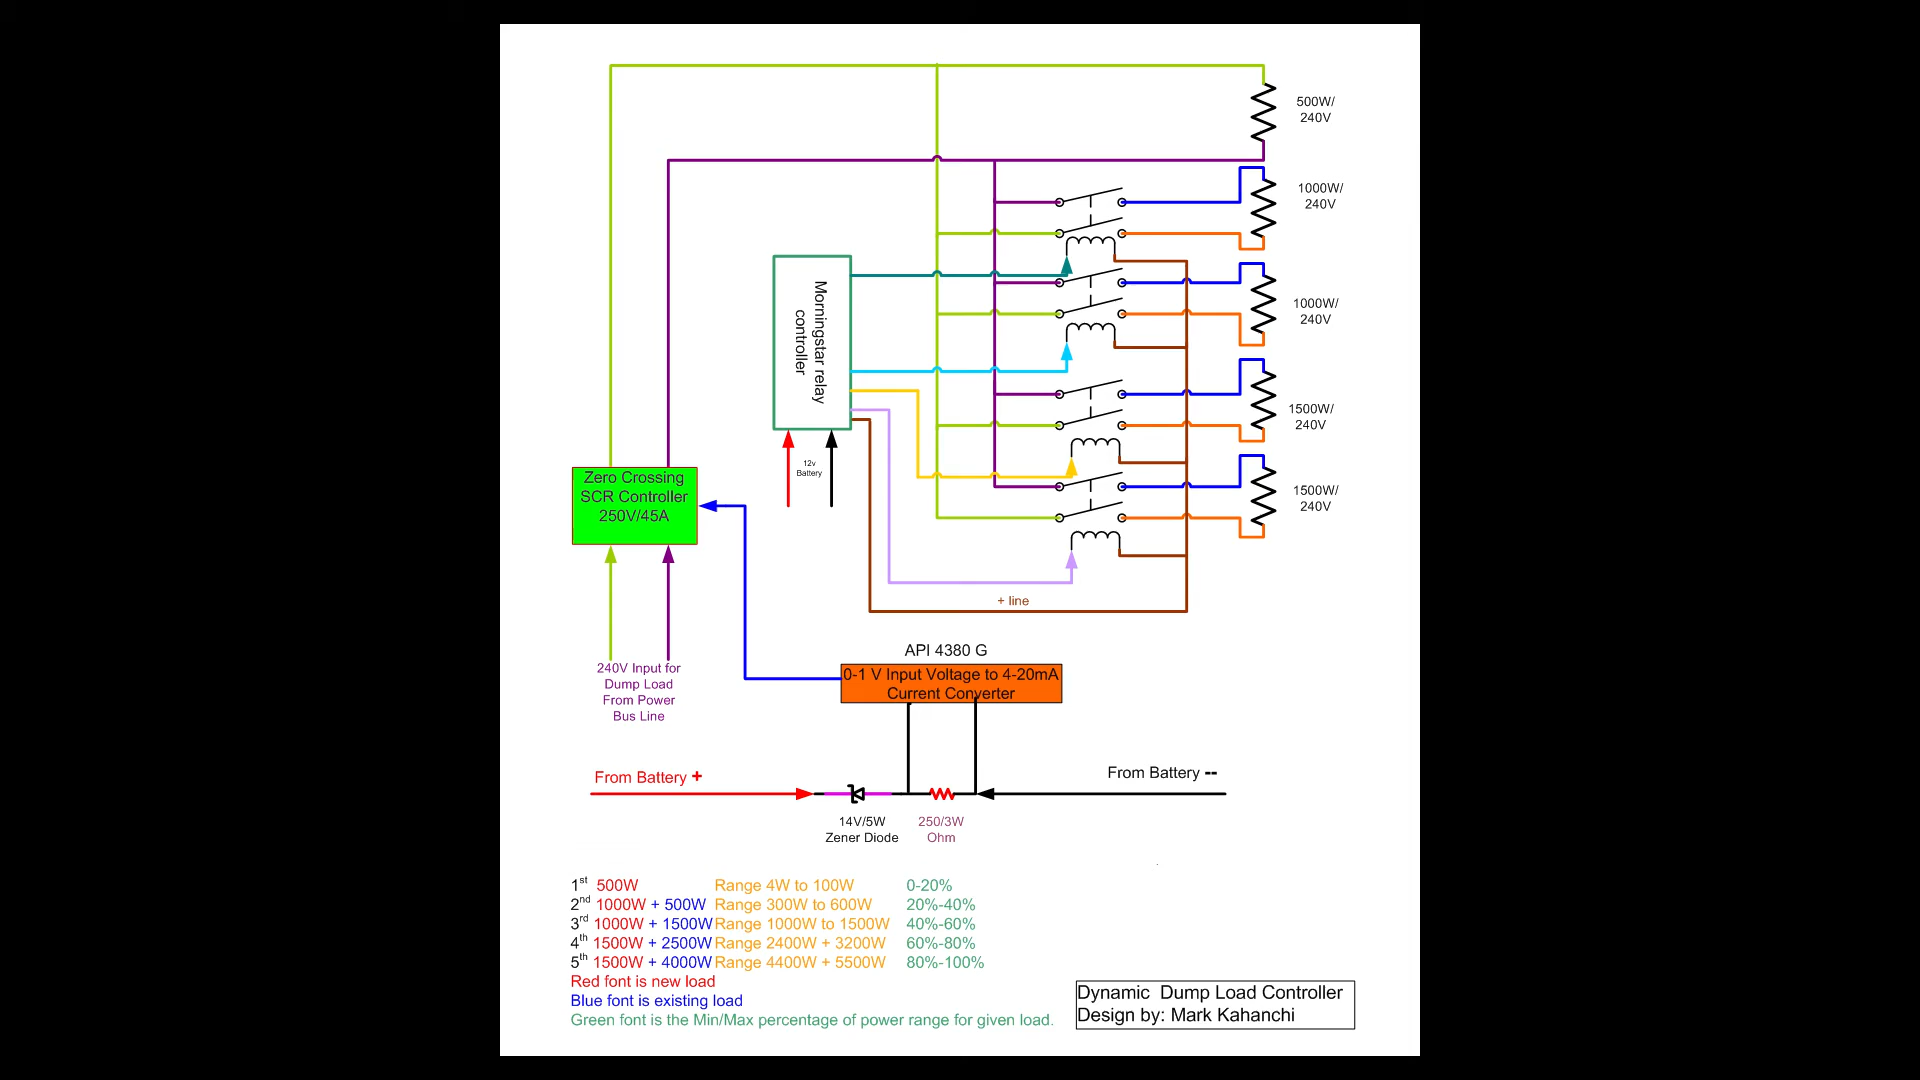 500W/
240V
1000W/
240V
1000W/
240V
1500W/
240V
1500W/
240V
Morningstar relay
controller
12v
Battery
Zero Crossing
SCR Controller
250V/45A
+ line
240V Input for
Dump Load
From Power
Bus Line
API 4380 G
0-1 V Input Voltage to 4-20mA
Current Converter
From Battery +
From Battery --
14V/5W
Zener Diode
250/3W
Ohm
1st 500W Range 4W to 100W 0-20%
2nd 1000W + 500W Range 300W to 600W 20%-40%
3rd 1000W + 1500W Range 1000W to 1500W 40%-60%
4th 1500W + 2500W Range 2400W + 3200W 60%-80%
5th 1500W + 4000W Range 4400W + 5500W 80%-100%
Red font is new load
Blue font is existing load
Green font is the Min/Max percentage of power range for given load.
Dynamic Dump Load Controller
Design by: Mark Kahanchi